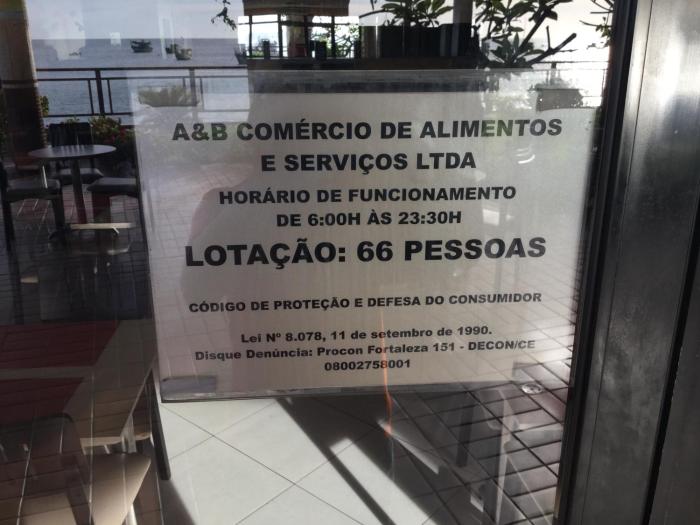 A&B COMÉRCIO DE ALIMENTOS
E SERVIÇOS LTDA
HORÁRIO DE FUNCIONAMENTO
DE 6:00H ÀS 23:30H
LOTAÇÃO: 66 PESSOAS
CÓDIGO DE PROTEÇÃO E DEFESA DO CONSUMIDOR
Lei Nº 8.078, 11 de setembro de 1990.
Disque Denúncia: Procon Fortaleza 151 - DECON/CE
08002758001